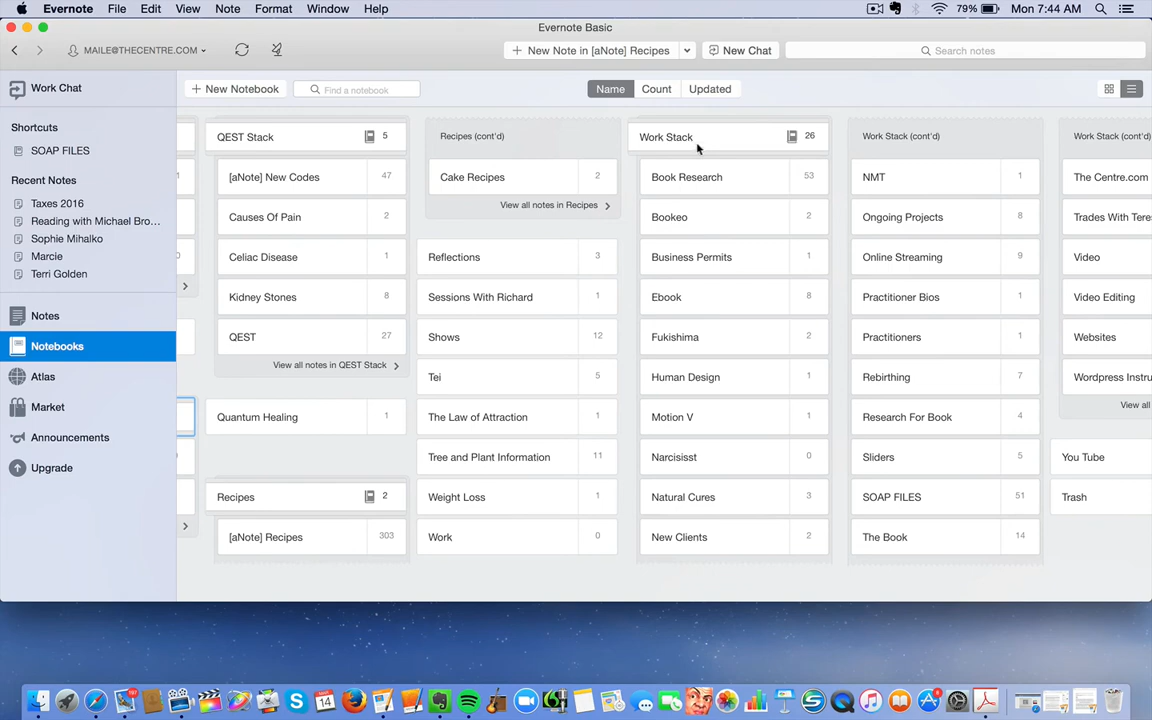 Evernote File Edit View Note Format Window Help 79% Mon 7:44 AM
Evernote Basic
MAILE@THECENTRE.COM + New Note in [aNote] Recipes New Chat Search notes
Work Chat
Shortcuts
SOAP FILES
Recent Notes
Taxes 2016
Reading with Michael Bro...
Sophie Mihalko
Marcie
Terri Golden
Notes
Notebooks
Atlas
Market
Announcements
Upgrade
+ New Notebook Find a notebook Name Count Updated
QEST Stack 5
[aNote] New Codes 47
Causes Of Pain 2
Celiac Disease 1
Kidney Stones 8
QEST 27
View all notes in QEST Stack
Quantum Healing 1
Recipes 2
[aNote] Recipes 303
Recipes (cont'd)
Cake Recipes 2
View all notes in Recipes
Reflections 3
Sessions With Richard 1
Shows 12
Tei 5
The Law of Attraction 1
Tree and Plant Information 11
Weight Loss 1
Work 0
Work Stack 26
Book Research 53
Bookeo 2
Business Permits 1
Ebook 8
Fukishima 2
Human Design 1
Motion V 1
Narcisisst 0
Natural Cures 3
New Clients 2
Work Stack (cont'd)
NMT 1
Ongoing Projects 8
Online Streaming 9
Practitioner Bios 1
Practitioners 1
Rebirthing 7
Research For Book 4
Sliders 5
SOAP FILES 51
The Book 14
Work Stack (cont'd)
The Centre.com
Trades With Tere
Video
Video Editing
Websites
Wordpress Instru
View all
You Tube
Trash